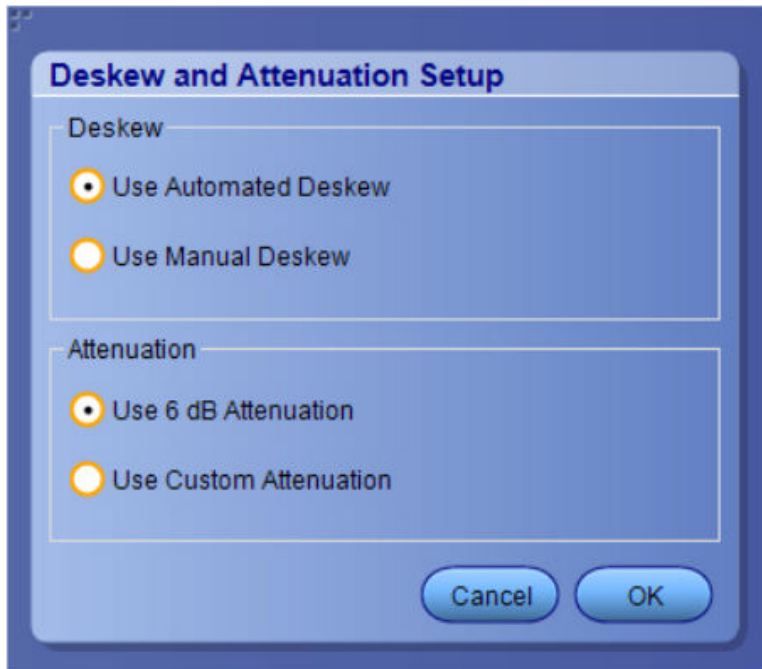 Deskew and Attenuation Setup
Deskew
Use Automated Deskew
Use Manual Deskew
Attenuation
Use 6 dB Attenuation
Use Custom Attenuation
Cancel OK